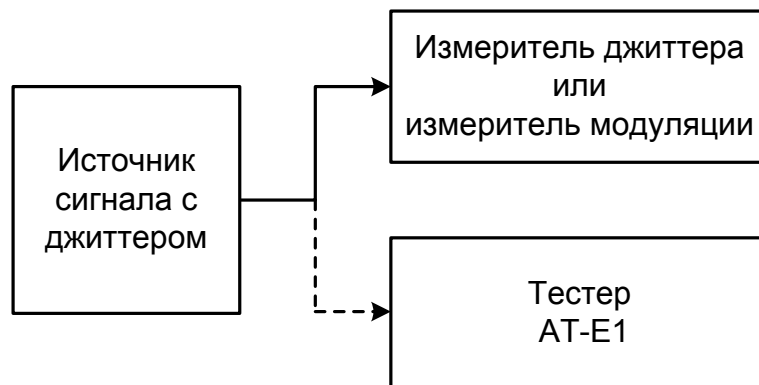 Источник
сигнала с
джиттером
Измеритель джиттера
или
измеритель модуляции
Тестер
AT-E1